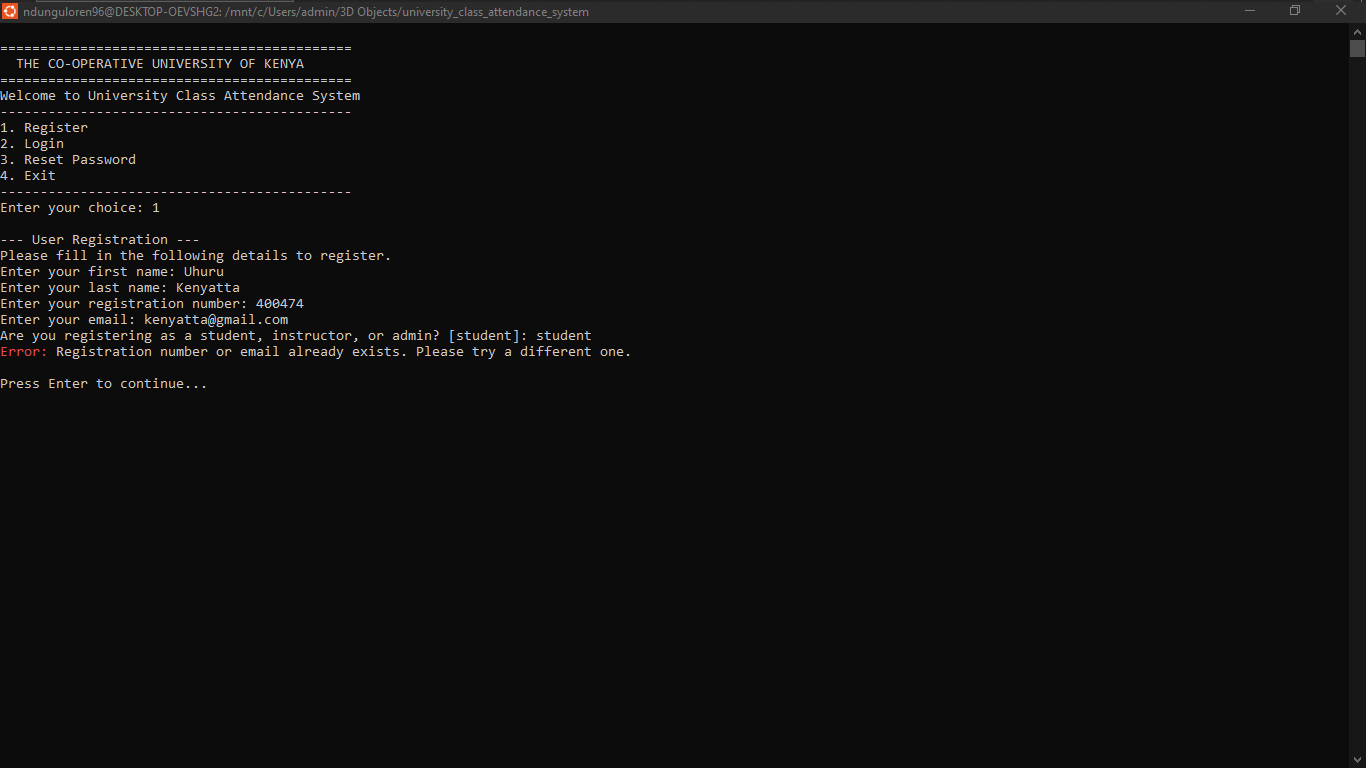 ndunguloren96@DESKTOP-OEVSHG2: /mnt/c/Users/admin/3D Objects/university_class_attendance_system
============================================
THE CO-OPERATIVE UNIVERSITY OF KENYA
============================================
Welcome to University Class Attendance System
--------------------------------------------
1. Register
2. Login
3. Reset Password
4. Exit
--------------------------------------------
Enter your choice: 1
--- User Registration ---
Please fill in the following details to register.
Enter your first name: Uhuru
Enter your last name: Kenyatta
Enter your registration number: 400474
Enter your email: kenyatta@gmail.com
Are you registering as a student, instructor, or admin? [student]: student
Error: Registration number or email already exists. Please try a different one.
Press Enter to continue...